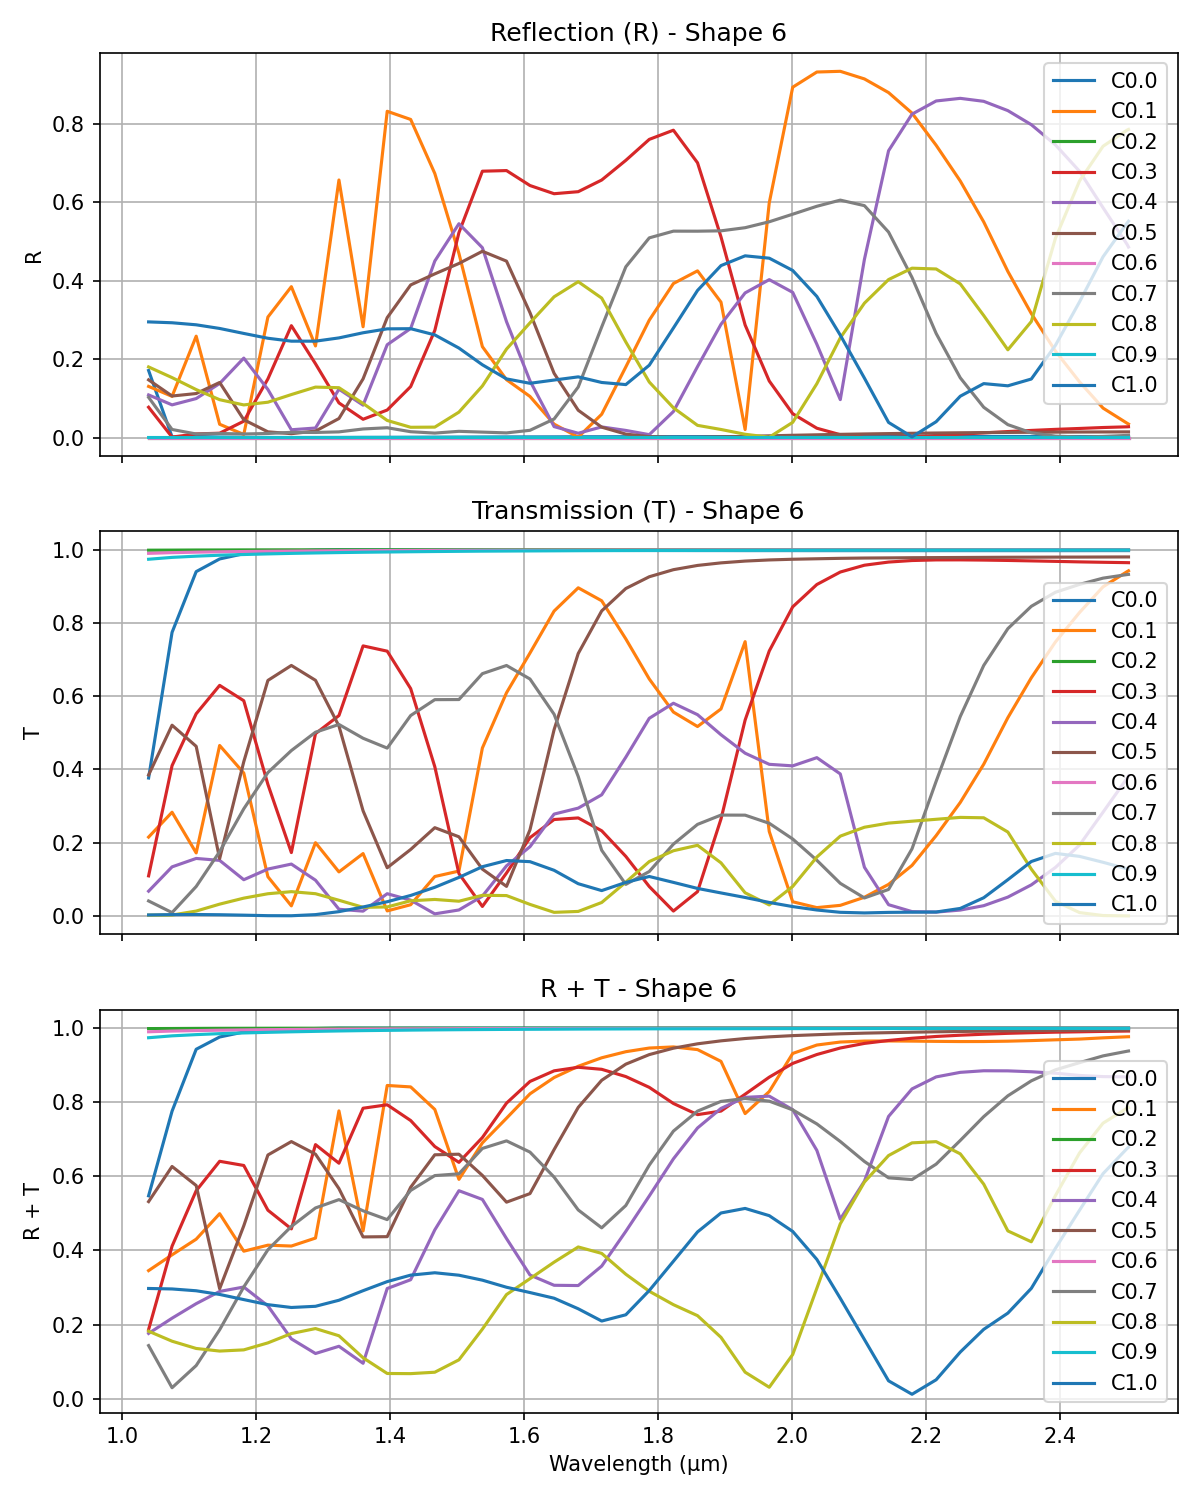 Reflection (R) - Shape 6
R
0.8
0.6
0.4
0.2
0.0
C0.0
C0.1
C0.2
C0.3
C0.4
C0.5
C0.6
C0.7
C0.8
C0.9
C1.0
Transmission (T) - Shape 6
T
1.0
0.8
0.6
0.4
0.2
0.0
C0.0
C0.1
C0.2
C0.3
C0.4
C0.5
C0.6
C0.7
C0.8
C0.9
C1.0
R + T - Shape 6
R + T
1.0
0.8
0.6
0.4
0.2
0.0
C0.0
C0.1
C0.2
C0.3
C0.4
C0.5
C0.6
C0.7
C0.8
C0.9
C1.0
1.0 1.2 1.4 1.6 1.8 2.0 2.2 2.4
Wavelength (μm)